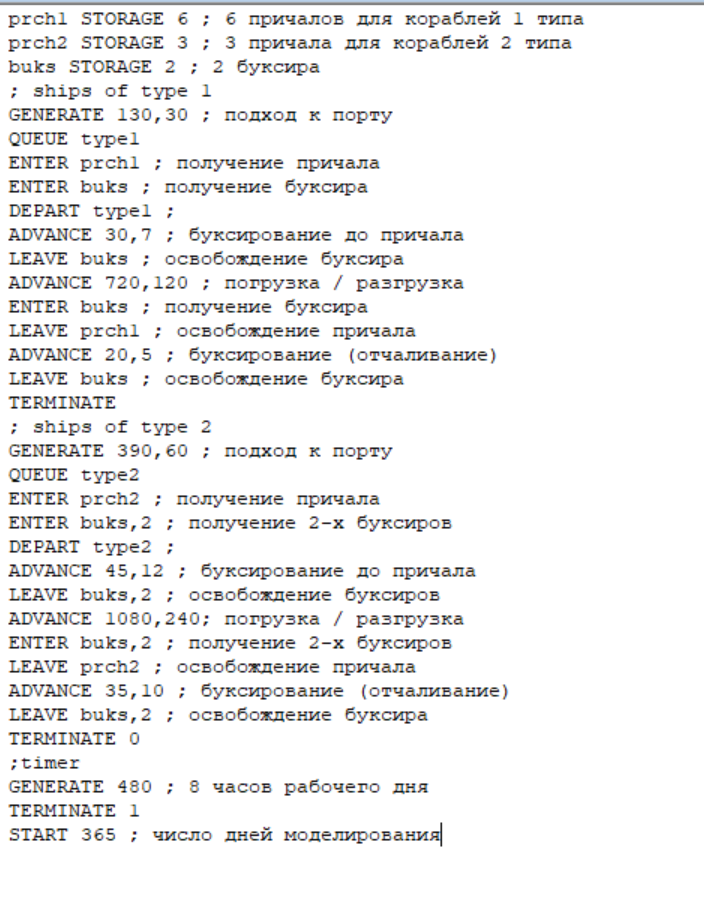 prch1 STORAGE 6 ; 6 причалов для кораблей 1 типа
prch2 STORAGE 3 ; 3 причала для кораблей 2 типа
buks STORAGE 2 ; 2 буксира
; ships of type 1
GENERATE 130,30 ; подход к порту
QUEUE type1
ENTER prch1 ; получение причала
ENTER buks ; получение буксира
DEPART type1 ;
ADVANCE 30,7 ; буксирование до причала
LEAVE buks ; освобождение буксира
ADVANCE 720,120 ; погрузка / разгрузка
ENTER buks ; получение буксира
LEAVE prch1 ; освобождение причала
ADVANCE 20,5 ; буксирование (отчаливание)
LEAVE buks ; освобождение буксира
TERMINATE
; ships of type 2
GENERATE 390,60 ; подход к порту
QUEUE type2
ENTER prch2 ; получение причала
ENTER buks,2 ; получение 2-х буксиров
DEPART type2 ;
ADVANCE 45,12 ; буксирование до причала
LEAVE buks,2 ; освобождение буксиров
ADVANCE 1080,240; погрузка / разгрузка
ENTER buks,2 ; получение 2-х буксиров
LEAVE prch2 ; освобождение причала
ADVANCE 35,10 ; буксирование (отчаливание)
LEAVE buks,2 ; освобождение буксира
TERMINATE 0
;timer
GENERATE 480 ; 8 часов рабочего дня
TERMINATE 1
START 365 ; число дней моделирования